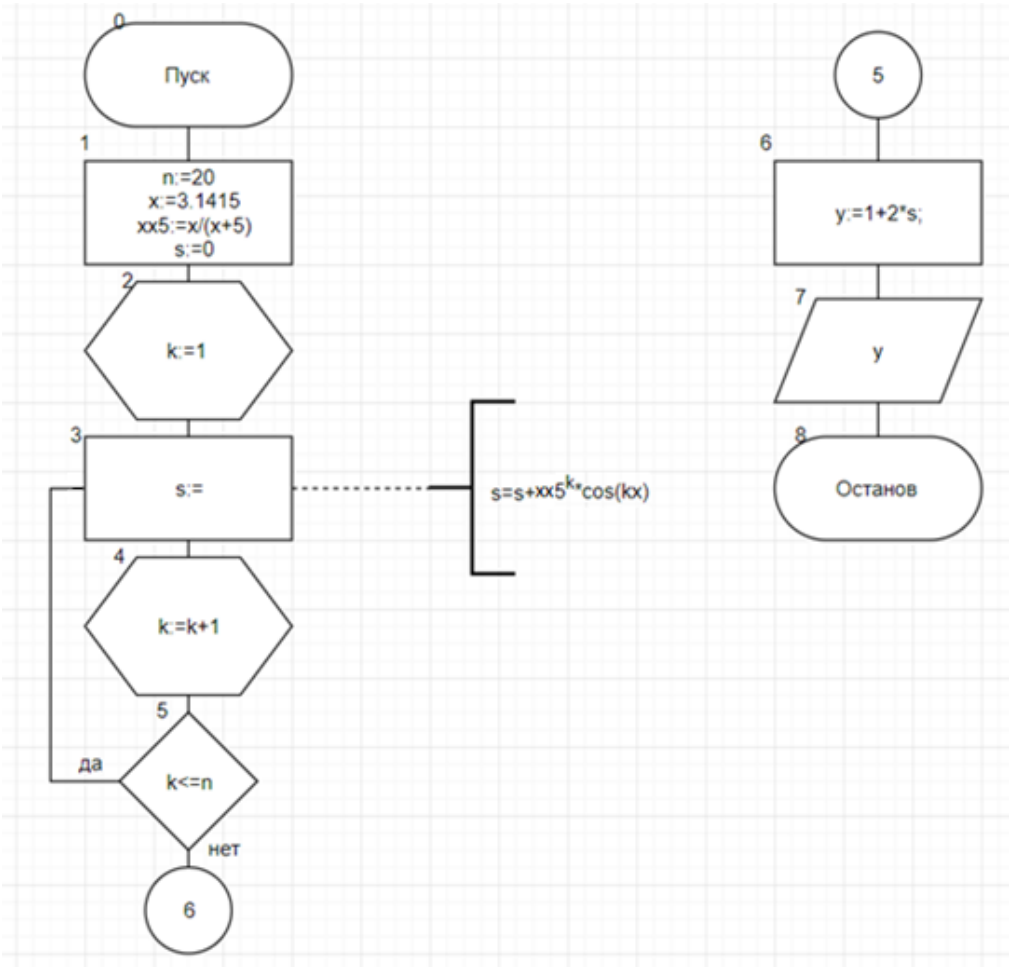 0
Пуск
1
n:=20
x:=3.1415
xx5:=x/(x+5)
s:=0
2
k:=1
3
s:=
s=s+xx5^k*cos(kx)
4
k:=k+1
5
да
k<=n
нет
6
5
6
y:=1+2*s;
7
y
8
Останов